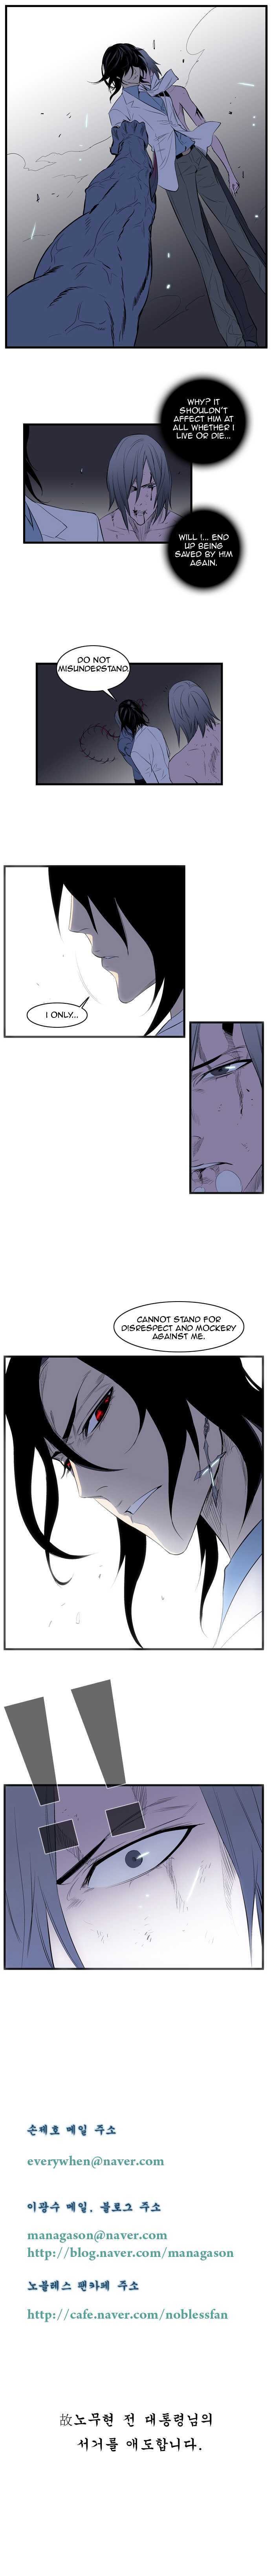 WHY? IT
SHOULDN'T
AFFECT HIM AT
ALL WHETHER I
LIVE OR DIE...
WILL I... END
UP BEING
SAVED BY HIM
AGAIN.
DO NOT
MISUNDERSTAND.
I ONLY...
CANNOT STAND FOR
DISRESPECT AND MOCKERY
AGAINST ME.
!!
손제호 메일 주소
everywhen@naver.com
이광수 메일, 블로그 주소
managason@naver.com
http://blog.naver.com/managason
노블레스 팬카페 주소
http://cafe.naver.com/noblessfan
故노무현 전 대통령님의
서거를 애도합니다.